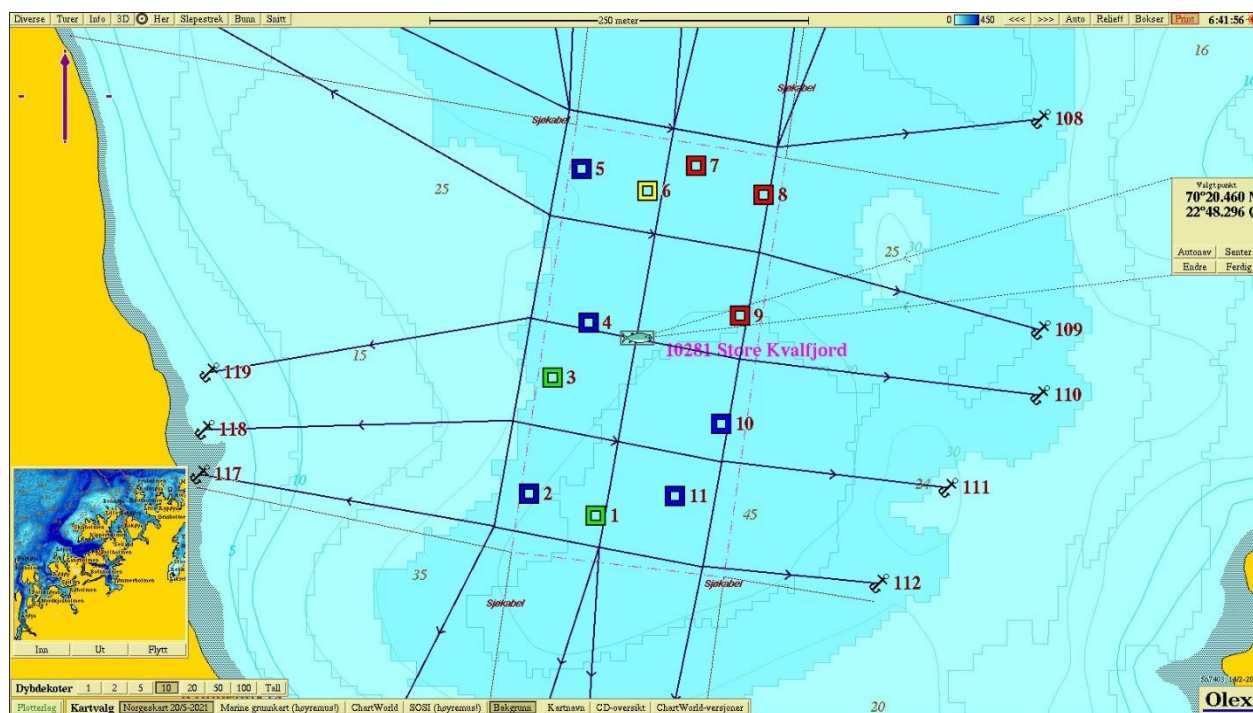 Diverse Turer Info 3D Her Slepestrek Bunn Snitt 250 meter 0 450 <<< >>> Auto Relieff Bokser Print 6:41:56
16
Sjøkabel
Sjøkabel
108
7
5
25
6
8
Valgt punkt
70°20.460 N
22°48.296
Autonav Senter
Endre Ferdig
30
25
9
4
109
10281 Store Kvalfjord
15
119
3
110
10
118
117
30
24
111
10
2
11
1
45
5
35
112
Sjøkabel
Sjøkabel
Inn Ut Flytt
Dybdekoter 1 2 5 10 20 50 100 Tell
20
Olex
Plotterlag Kartvalg Norgeskart 20/5-2021 Marine grunnkart (høyremus!) ChartWorld SOSI (høyremus!) Bakgrunn Kartnavn CD-oversikt ChartWorld-versjoner